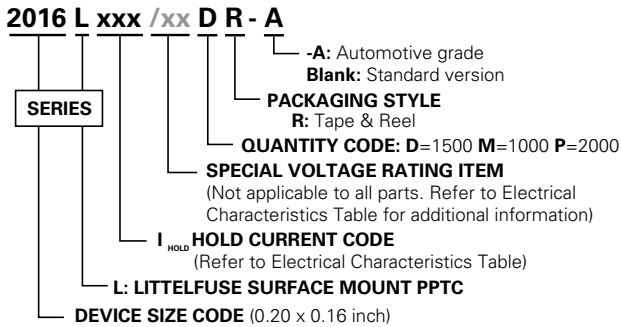 2016 L xxx /xx D R - A
-A: Automotive grade
Blank: Standard version
SERIES
PACKAGING STYLE
R: Tape & Reel
QUANTITY CODE: D=1500 M=1000 P=2000
SPECIAL VOLTAGE RATING ITEM
(Not applicable to all parts. Refer to Electrical
Characteristics Table for additional information)
I HOLD HOLD CURRENT CODE
(Refer to Electrical Characteristics Table)
L: LITTELFUSE SURFACE MOUNT PPTC
DEVICE SIZE CODE (0.20 x 0.16 inch)